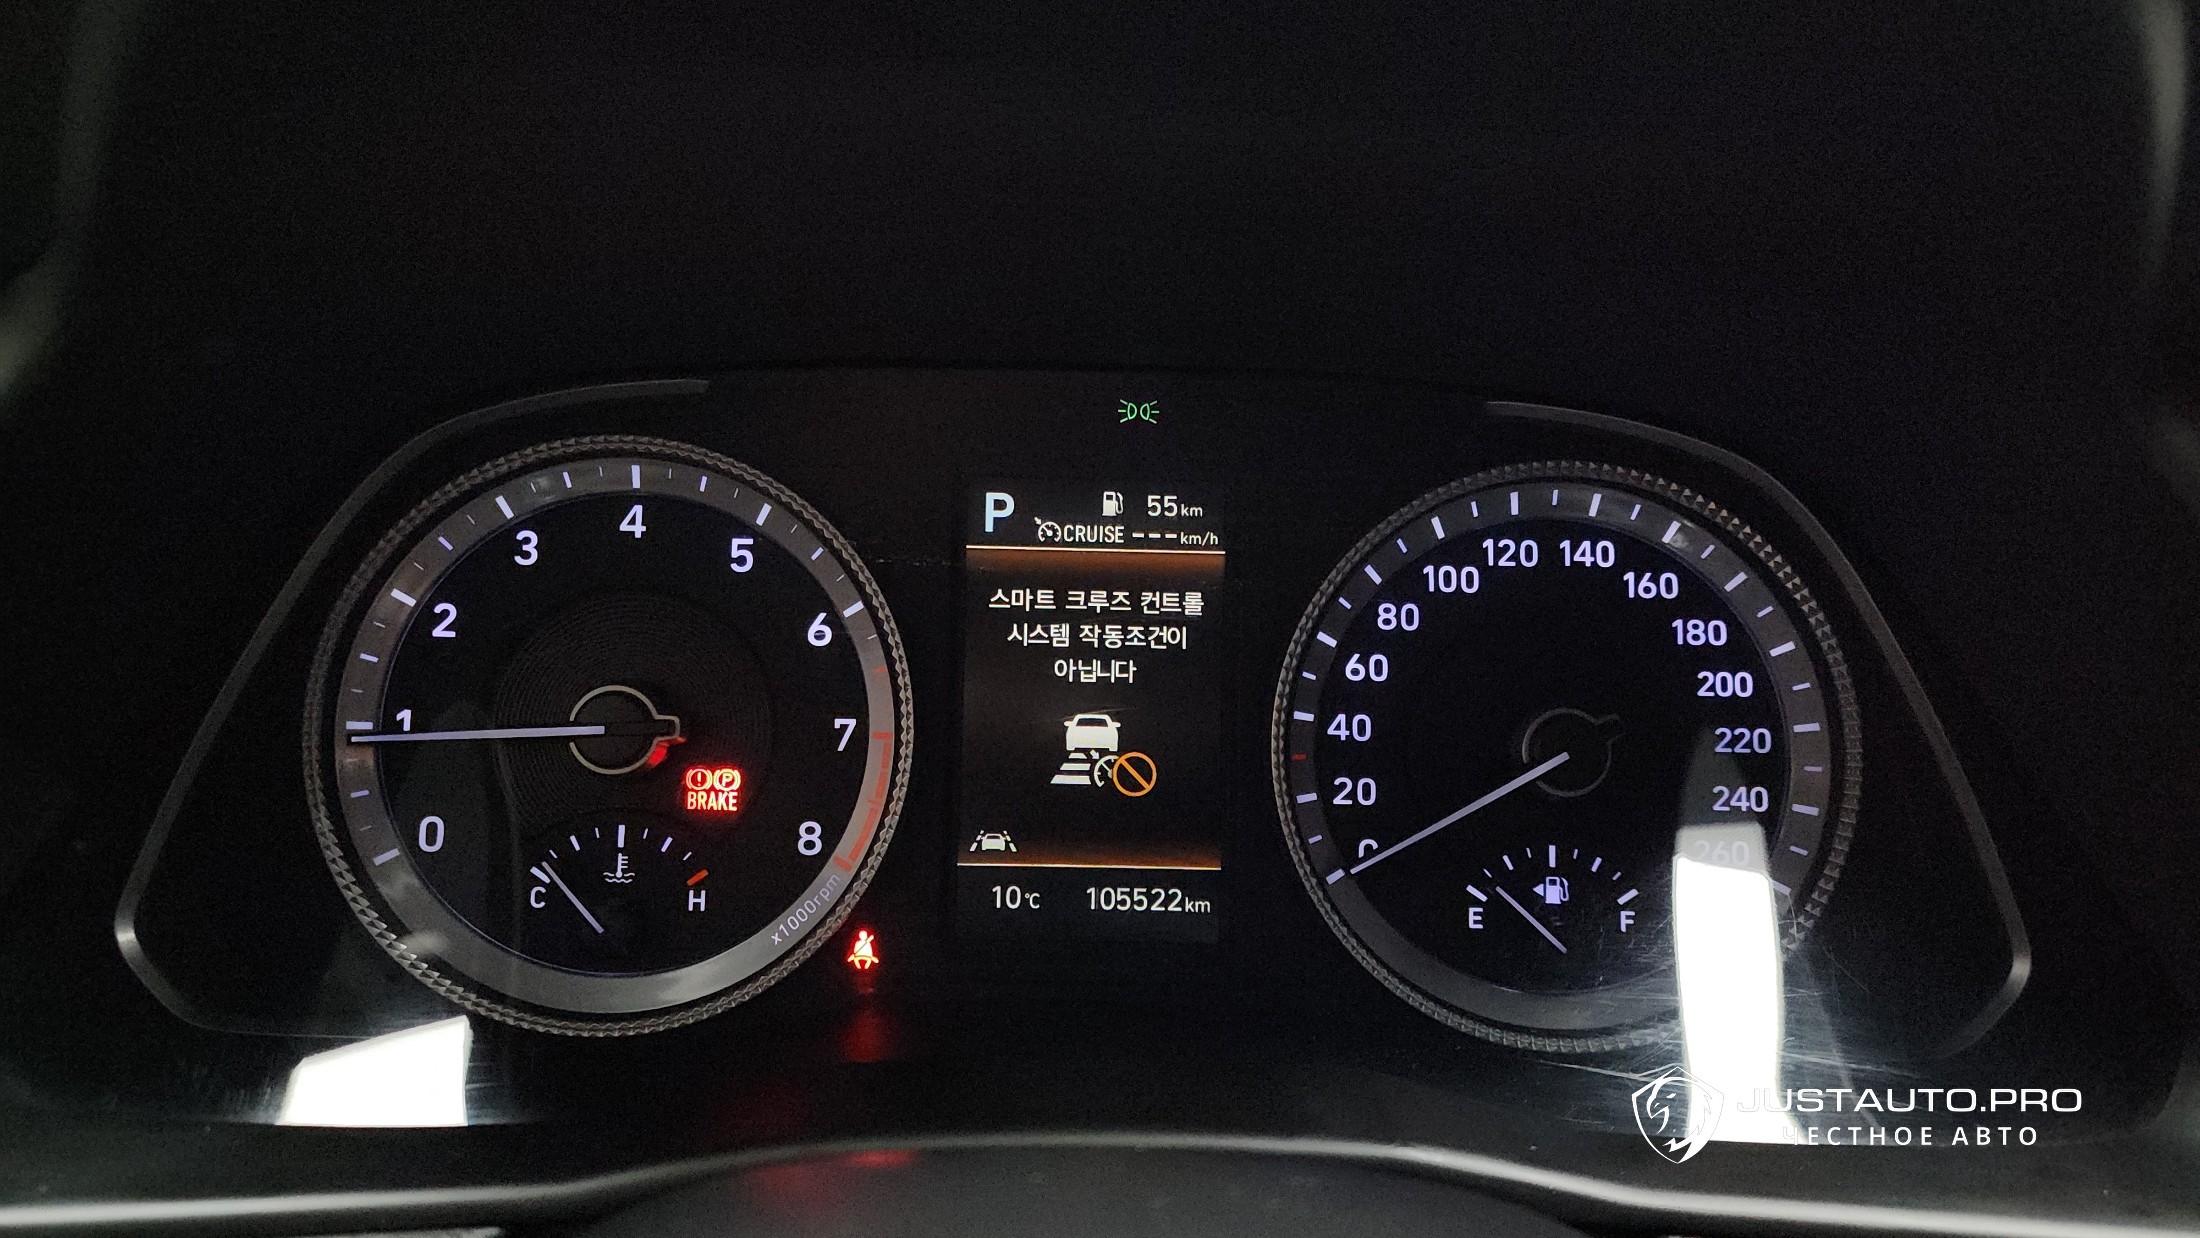 P 55km
CRUISE ---km/h
스마트 크루즈 컨트롤
시스템 작동조건이
아닙니다
10℃ 105522km
0
1
2
3
4
5
6
7
8
x1000rpm
BRAKE
C H
0
20
40
60
80
100
120
140
160
180
200
220
240
260
E F
JUSTAUTO.PRO
ЧЕСТНОЕ АВТО